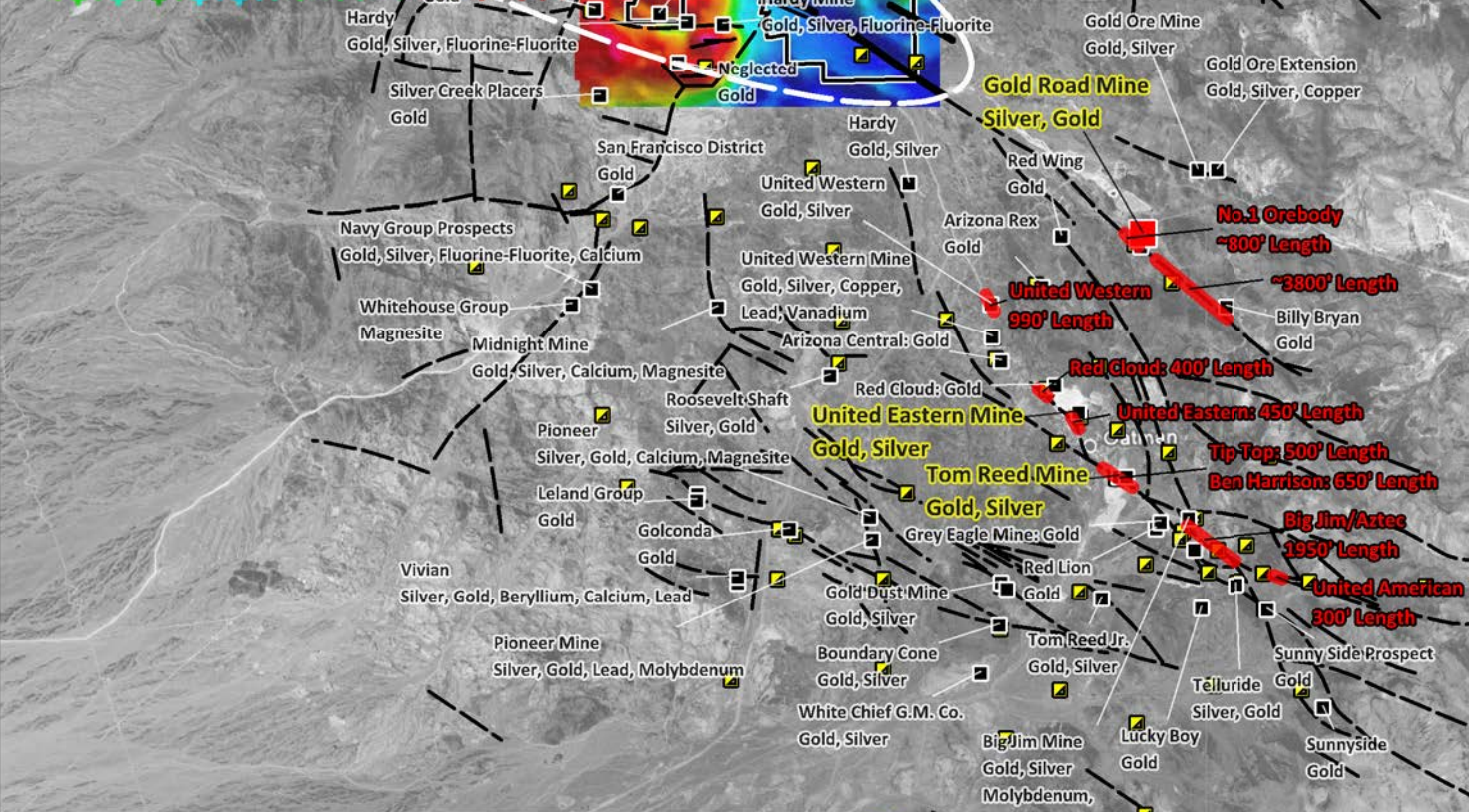 Gold
Hardy
Gold, Silver, Fluorine-Fluorite
Hardy Mine
Gold, Silver, Fluorine-Fluorite
Gold Ore Mine
Gold, Silver
Gold Ore Extension
Gold, Silver, Copper
Neglected
Gold
Silver Creek Placers
Gold
Gold Road Mine
Silver, Gold
Hardy
Gold, Silver
San Francisco District
Gold
Red Wing
Gold
United Western
Gold, Silver
Arizona Rex
Gold
No.1 Orebody
~800' Length
Navy Group Prospects
Gold, Silver, Fluorine-Fluorite, Calcium
United Western Mine
Gold, Silver, Copper,
Lead, Vanadium
~3800' Length
United Western
990' Length
Whitehouse Group
Magnesite
Billy Bryan
Gold
Midnight Mine
Gold, Silver, Calcium, Magnesite
Arizona Central: Gold
Red Cloud: 400' Length
Red Cloud: Gold
Roosevelt Shaft
Silver, Gold
United Eastern Mine
Gold, Silver
United Eastern: 450' Length
Oatman
Pioneer
Silver, Gold, Calcium, Magnesite
Tip Top: 500' Length
Ben Harrison: 650' Length
Tom Reed Mine
Gold, Silver
Leland Group
Gold
Golconda
Gold
Grey Eagle Mine: Gold
Big Jim/Aztec
1950' Length
Red Lion
Gold
Vivian
Silver, Gold, Beryllium, Calcium, Lead
Gold Dust Mine
Gold, Silver
United American
300' Length
Pioneer Mine
Silver, Gold, Lead, Molybdenum
Boundary Cone
Gold, Silver
Tom Reed Jr.
Gold, Silver
Sunny Side Prospect
Gold
Telluride
Silver, Gold
White Chief G.M. Co.
Gold, Silver
Big Jim Mine
Gold, Silver
Molybdenum,
Lucky Boy
Gold
Sunnyside
Gold